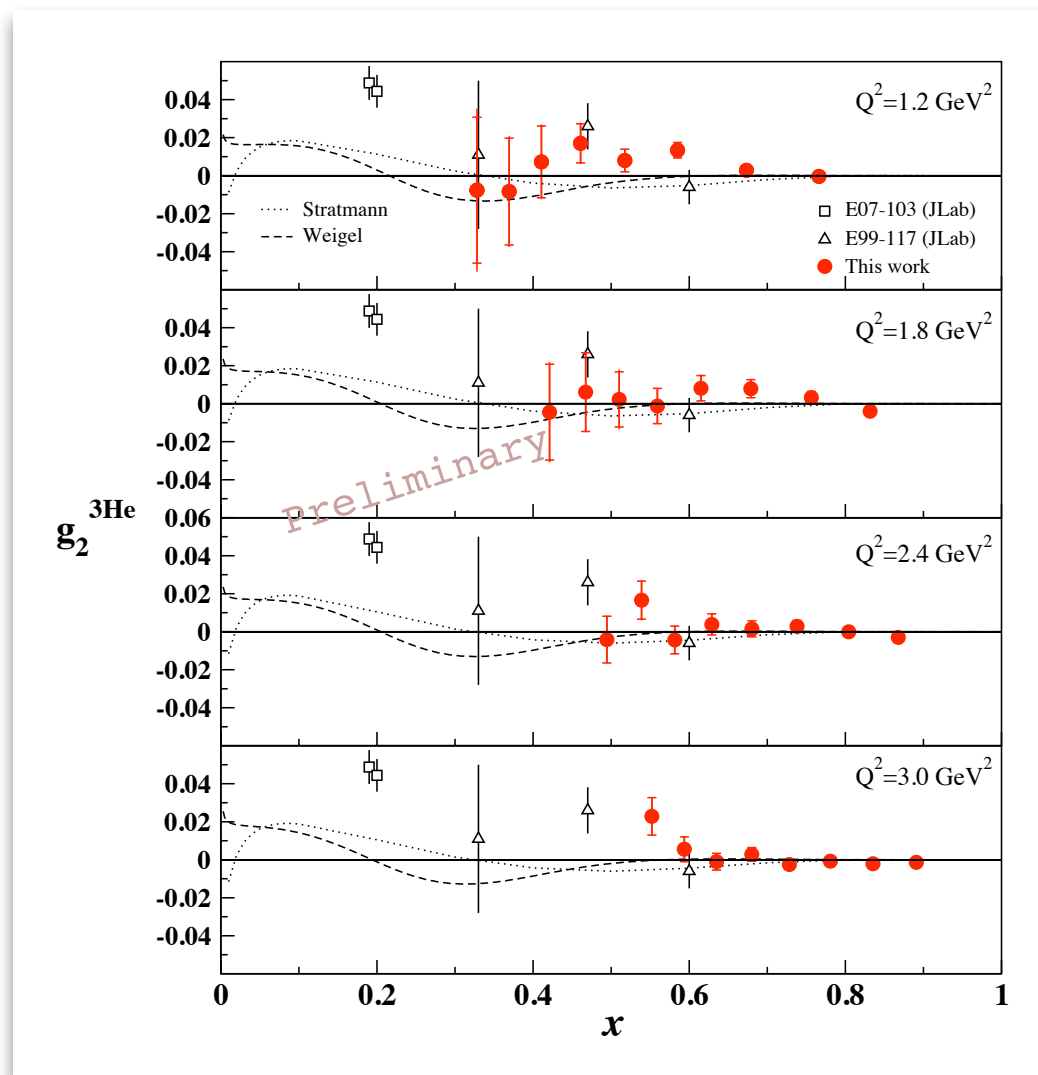 0.04
0.02
0
-0.02
-0.04
Q²=1.2 GeV²
Stratmann
Weigel
E07-103 (JLab)
E99-117 (JLab)
This work
0.04
0.02
0
-0.02
-0.04
0.06
Q²=1.8 GeV²
Preliminary
g₂ ³He
0.04
0.02
0
-0.02
-0.04
Q²=2.4 GeV²
0.04
0.02
0
-0.02
-0.04
Q²=3.0 GeV²
0 0.2 0.4 0.6 0.8 1
x